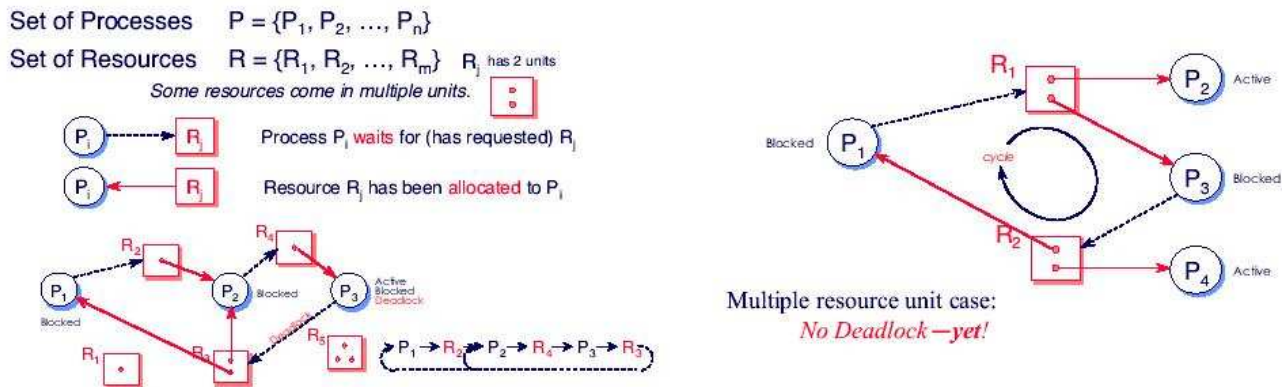 Set of Processes P = {P1, P2, ..., Pn}
Set of Resources R = {R1, R2, ..., Rm} Rj has 2 units
Some resources come in multiple units.
Pi Rj Process Pi waits for (has requested) Rj
Pi Rj Resource Rj has been allocated to Pi
R2 R4
P1 P2 Blocked P3 Active
Blocked
Deadlock
Blocked
Deadlock
R1 R3 R5
P1 → R2 → P2 → R4 → P3 → R3
R1 P2 Active
Blocked P1
cycle
P3 Blocked
R2
P4 Active
Multiple resource unit case:
No Deadlock—yet!